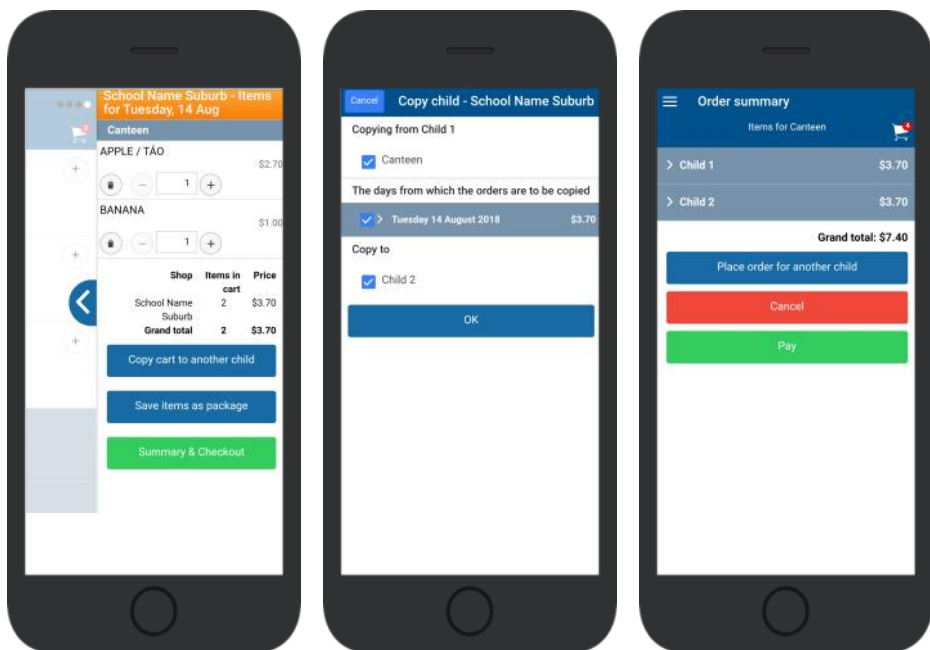 School Name Suburb - Items
for Tuesday, 14 Aug
Canteen
APPLE / TÁO
$2.70
1
BANANA
$1.00
1
Shop Items in Price
cart
School Name 2 $3.70
Suburb
Grand total 2 $3.70
Copy cart to another child
Save items as package
Summary & Checkout
Cancel Copy child - School Name Suburb
Copying from Child 1
Canteen
The days from which the orders are to be copied
Tuesday 14 August 2018 $3.70
Copy to
Child 2
OK
Order summary
Items for Canteen
4
Child 1 $3.70
Child 2 $3.70
Grand total: $7.40
Place order for another child
Cancel
Pay